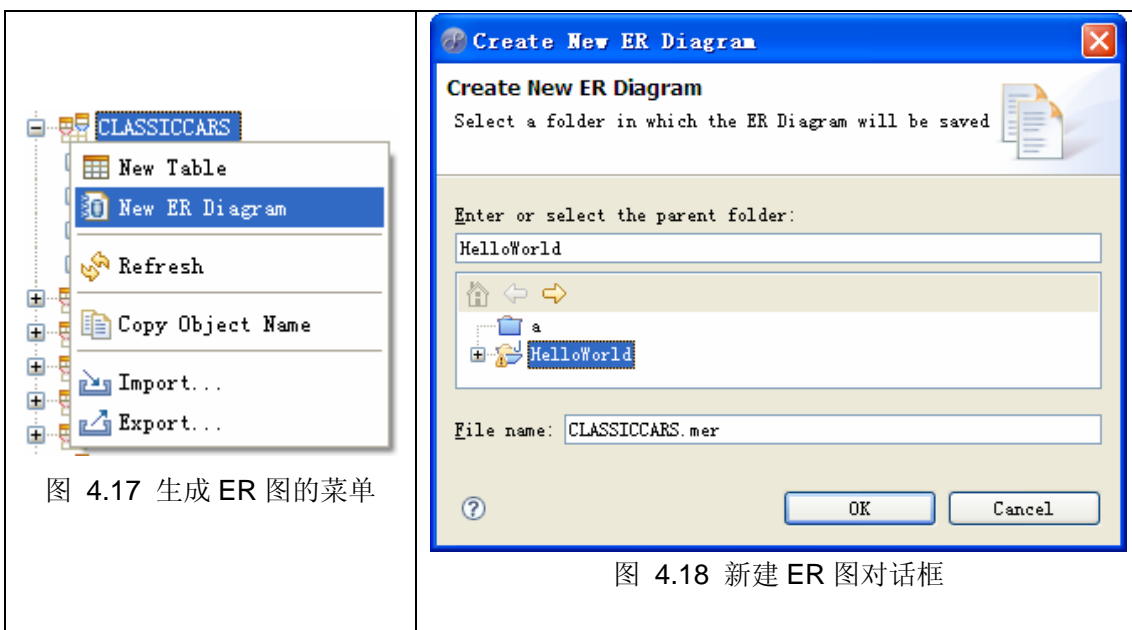 CLASSICCARS
New Table
New ER Diagram
Refresh
Copy Object Name
Import...
Export...
图 4.17 生成 ER 图的菜单
Create New ER Diagram
Create New ER Diagram
Select a folder in which the ER Diagram will be saved
Enter or select the parent folder:
HelloWorld
a
HelloWorld
File name: CLASSICCARS.mer
OK Cancel
图 4.18 新建 ER 图对话框